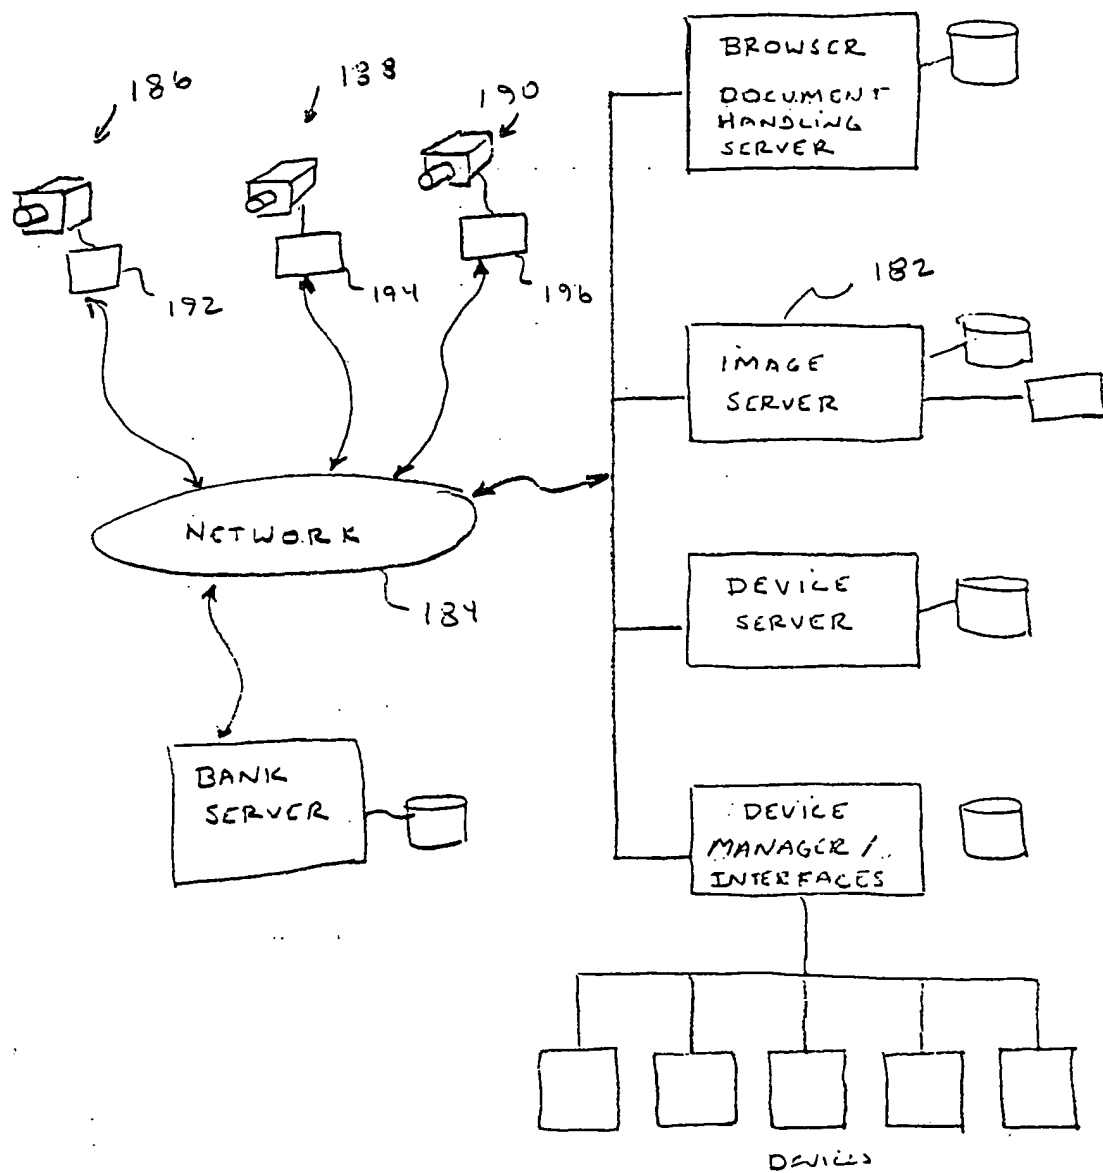 186
188
190
BROWSER
DOCUMENT
HANDLING
SERVER
192
194
196
182
IMAGE
SERVER
NETWORK
184
DEVICE
SERVER
BANK
SERVER
DEVICE
MANAGER /
INTERFACES
DEVICES